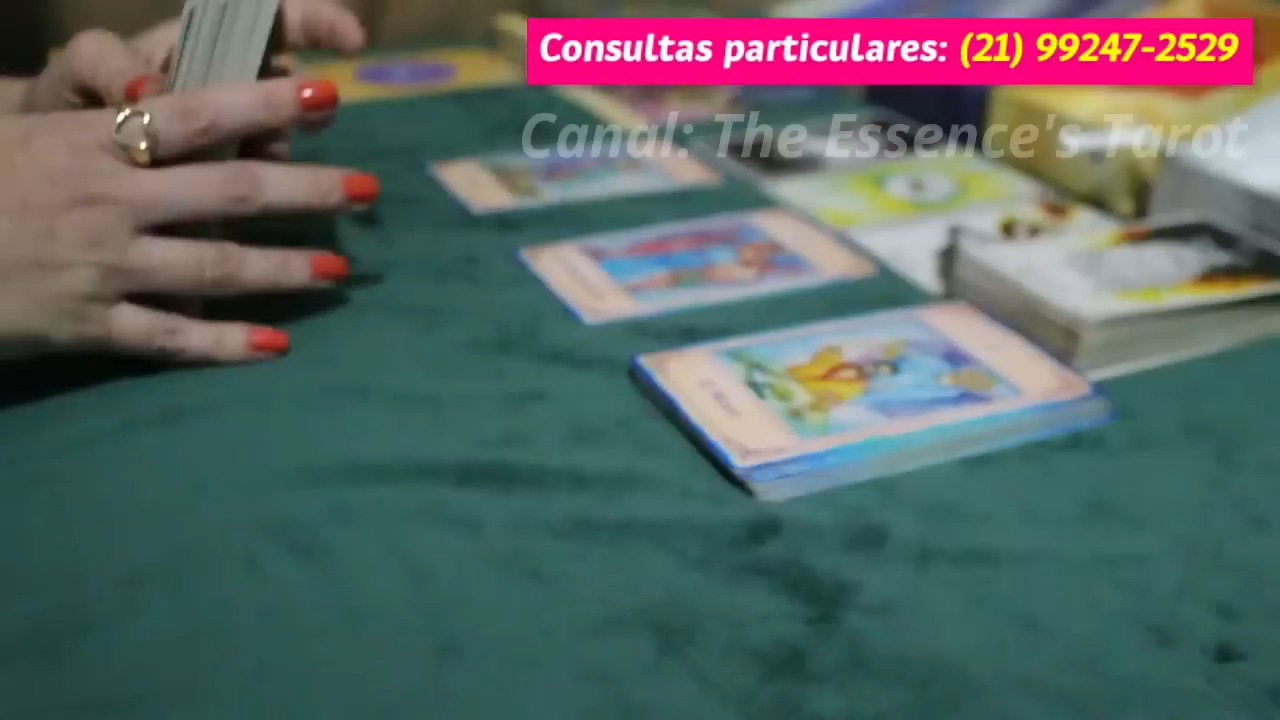 Consultas particulares: (21) 99247-2529
Canal: The Essence's Tarot